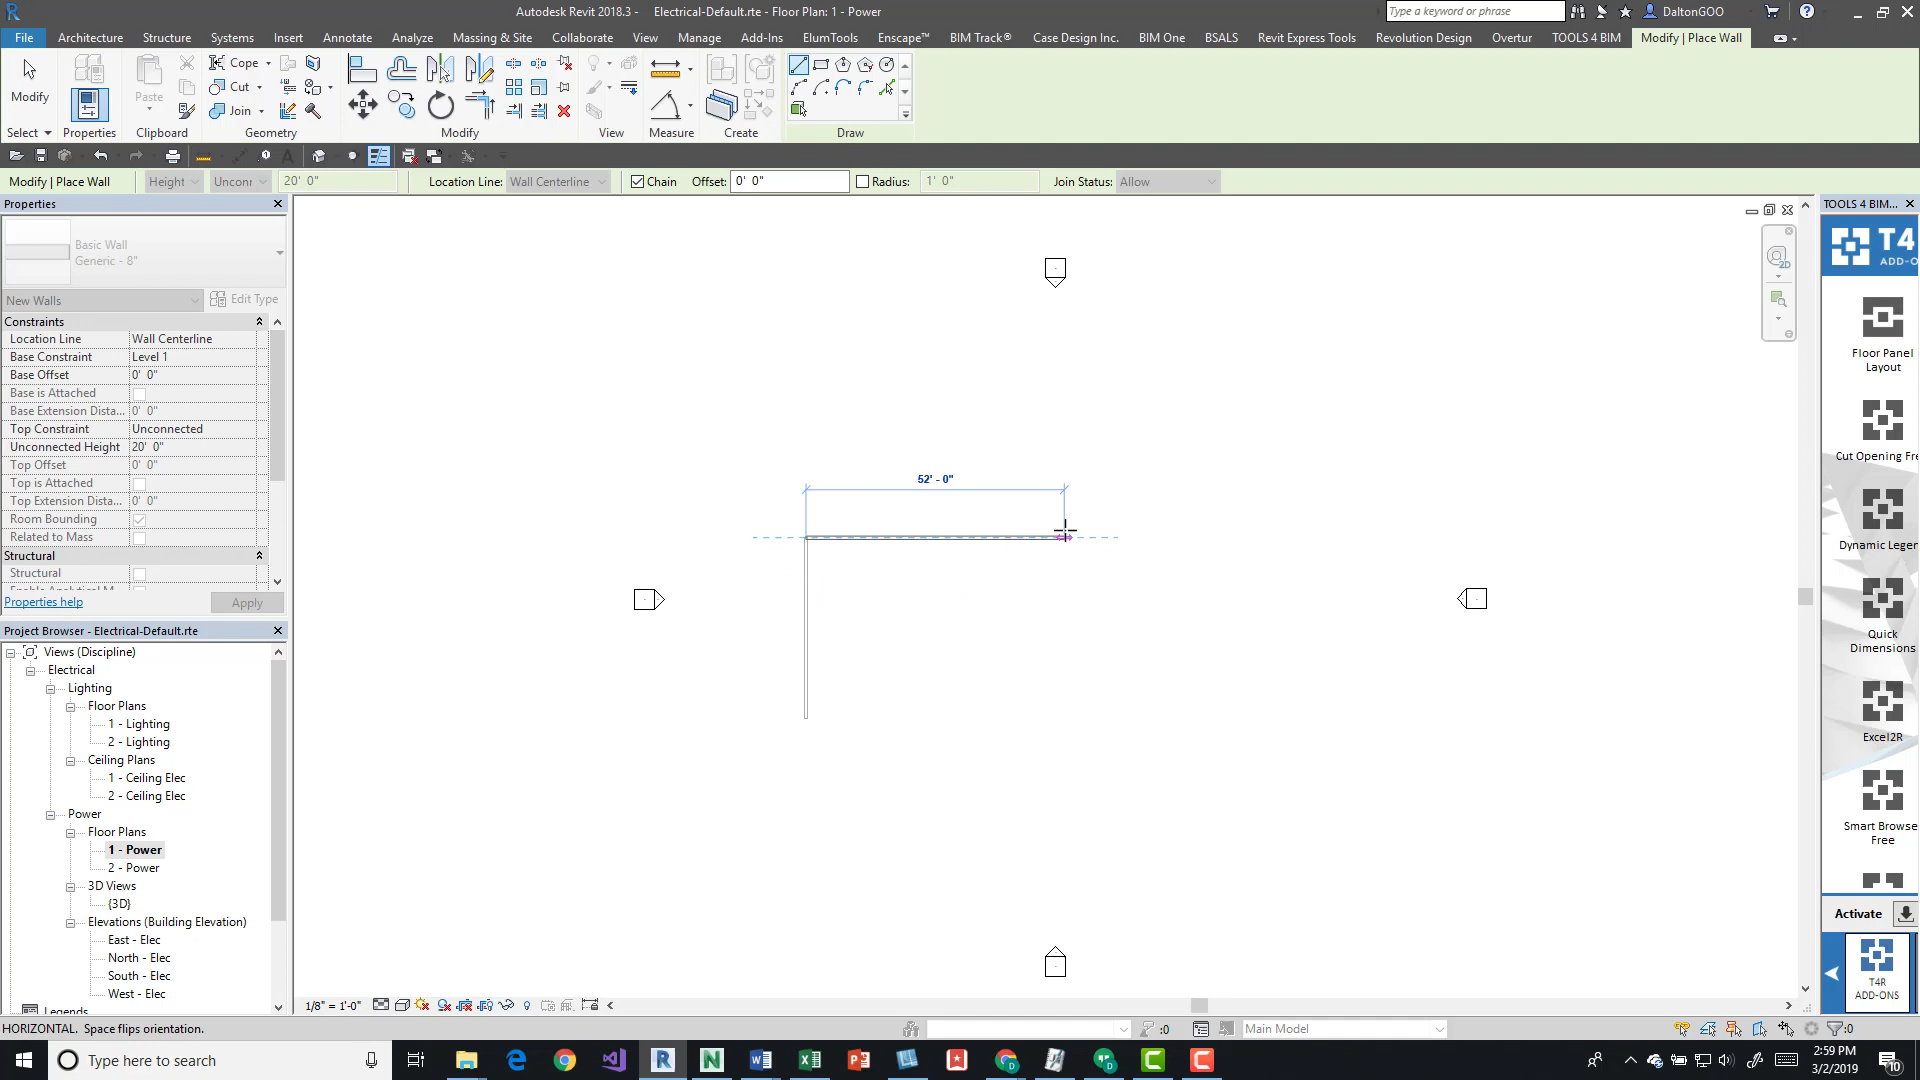 Autodesk Revit 2018.3 - Electrical-Default.rte - Floor Plan: 1 - Power
Type a keyword or phrase
DaltonGOO
File Architecture Structure Systems Insert Annotate Analyze Massing & Site Collaborate View Manage Add-Ins ElumTools Enscape™ BIM Track® Case Design Inc. BIM One BSALS Revit Express Tools Revolution Design Overtur TOOLS 4 BIM Modify | Place Wall
Modify
Paste
Cope
Cut
Join
Select Properties Clipboard Geometry Modify View Measure Create Draw
Modify | Place Wall Height Uncon 20' 0" Location Line: Wall Centerline Chain Offset: 0' 0" Radius: 1' 0" Join Status: Allow
Properties
Basic Wall
Generic - 8"
New Walls Edit Type
Constraints
Location Line Wall Centerline
Base Constraint Level 1
Base Offset 0' 0"
Base is Attached
Base Extension Dista... 0' 0"
Top Constraint Unconnected
Unconnected Height 20' 0"
Top Offset 0' 0"
Top is Attached
Top Extension Dista... 0' 0"
Room Bounding
Related to Mass
Structural
Structural
Properties help Apply
Project Browser - Electrical-Default.rte
Views (Discipline)
Electrical
Lighting
Floor Plans
1 - Lighting
2 - Lighting
Ceiling Plans
1 - Ceiling Elec
2 - Ceiling Elec
Power
Floor Plans
1 - Power
2 - Power
3D Views
{3D}
Elevations (Building Elevation)
East - Elec
North - Elec
South - Elec
West - Elec
Legends
52' - 0"
2D
TOOLS 4 BIM...
T4
ADD-O
Floor Panel
Layout
Cut Opening Fre
Dynamic Legen
Quick
Dimensions
Excel2R
Smart Browse
Free
Activate
T4R
ADD-ONS
1/8" = 1'-0"
HORIZONTAL. Space flips orientation.
:0
Main Model
:0
Type here to search
2:59 PM
3/2/2019
10